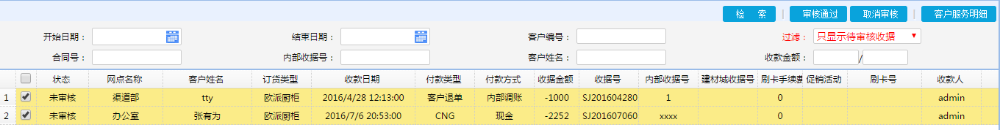 检 索 | 审核通过 取消审核 | 客户服务明细
开始日期： 结束日期： 客户编号： 过滤： 只显示待审核收据
合同号： 内部收据号： 客户姓名： 收款金额： /
状态 网点名称 客户姓名 订货类型 收款日期 付款类型 付款方式 收据金额 收据号 内部收据号 建材域收据号 刷卡手续费 促销活动 刷卡号 收款人
1 未审核 渠道部 tty 欧派厨柜 2016/4/28 12:13:00 客户退单 内部调账 -1000 SJ201604280 1 0 admin
2 未审核 办公室 张有为 欧派厨柜 2016/7/6 20:53:00 CNG 现金 -2252 SJ201607060 xxxx 0 admin